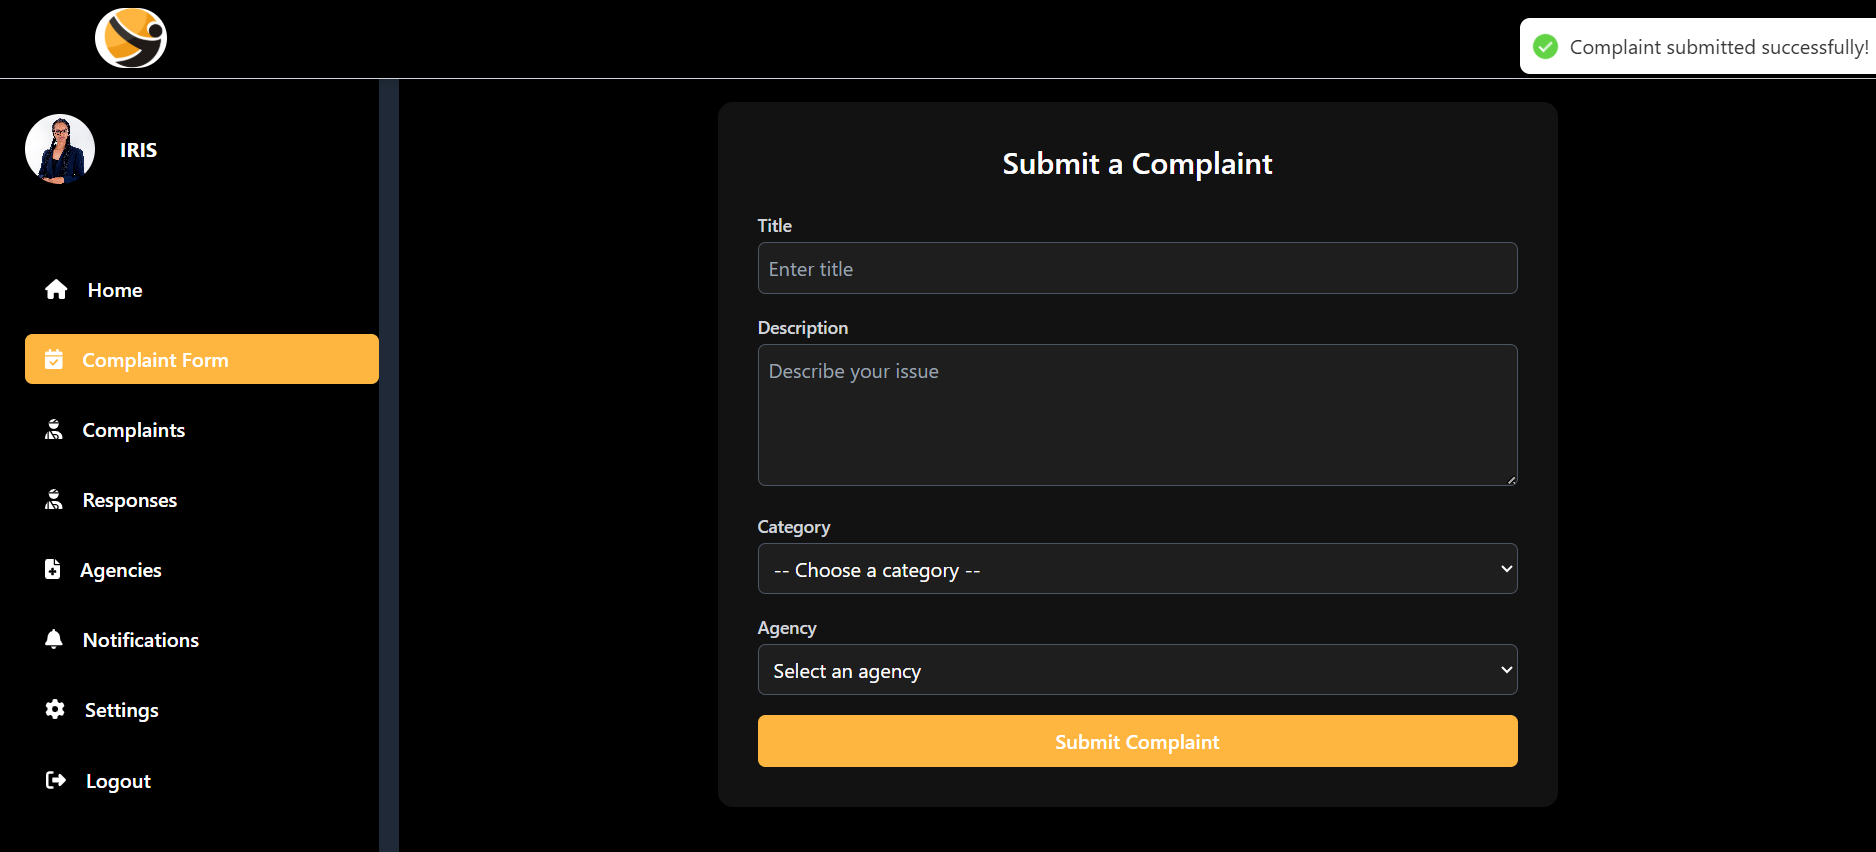 Complaint submitted successfully!
IRIS
Home
Complaint Form
Complaints
Responses
Agencies
Notifications
Settings
Logout
Submit a Complaint
Title
Enter title
Description
Describe your issue
Category
-- Choose a category --
Agency
Select an agency
Submit Complaint